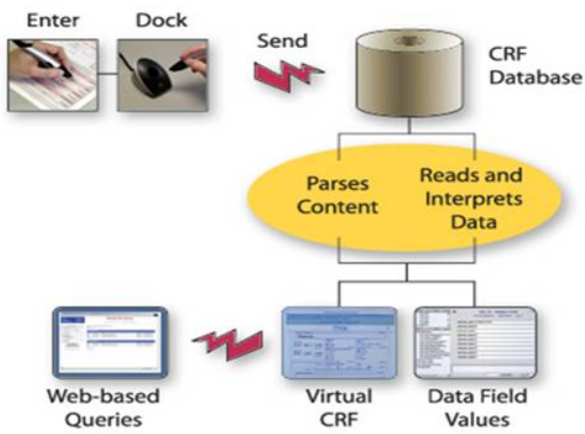 Enter
Dock
Send
CRF
Database
Parses
Content
Reads and
Interprets
Data
Web-based
Queries
Virtual
CRF
Data Field
Values